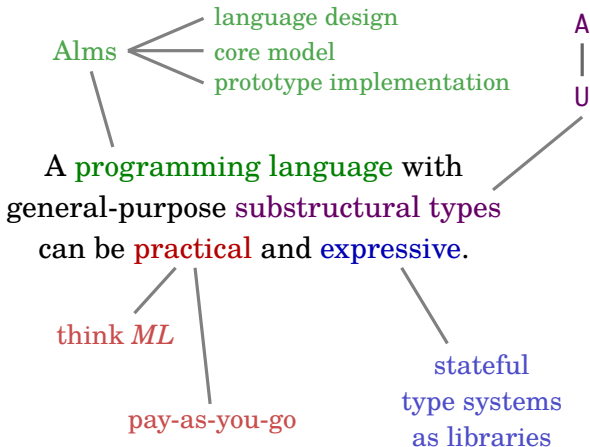 language design
Alms
core model
prototype implementation
A
U
A programming language with
general-purpose substructural types
can be practical and expressive.
think ML
pay-as-you-go
stateful
type systems
as libraries